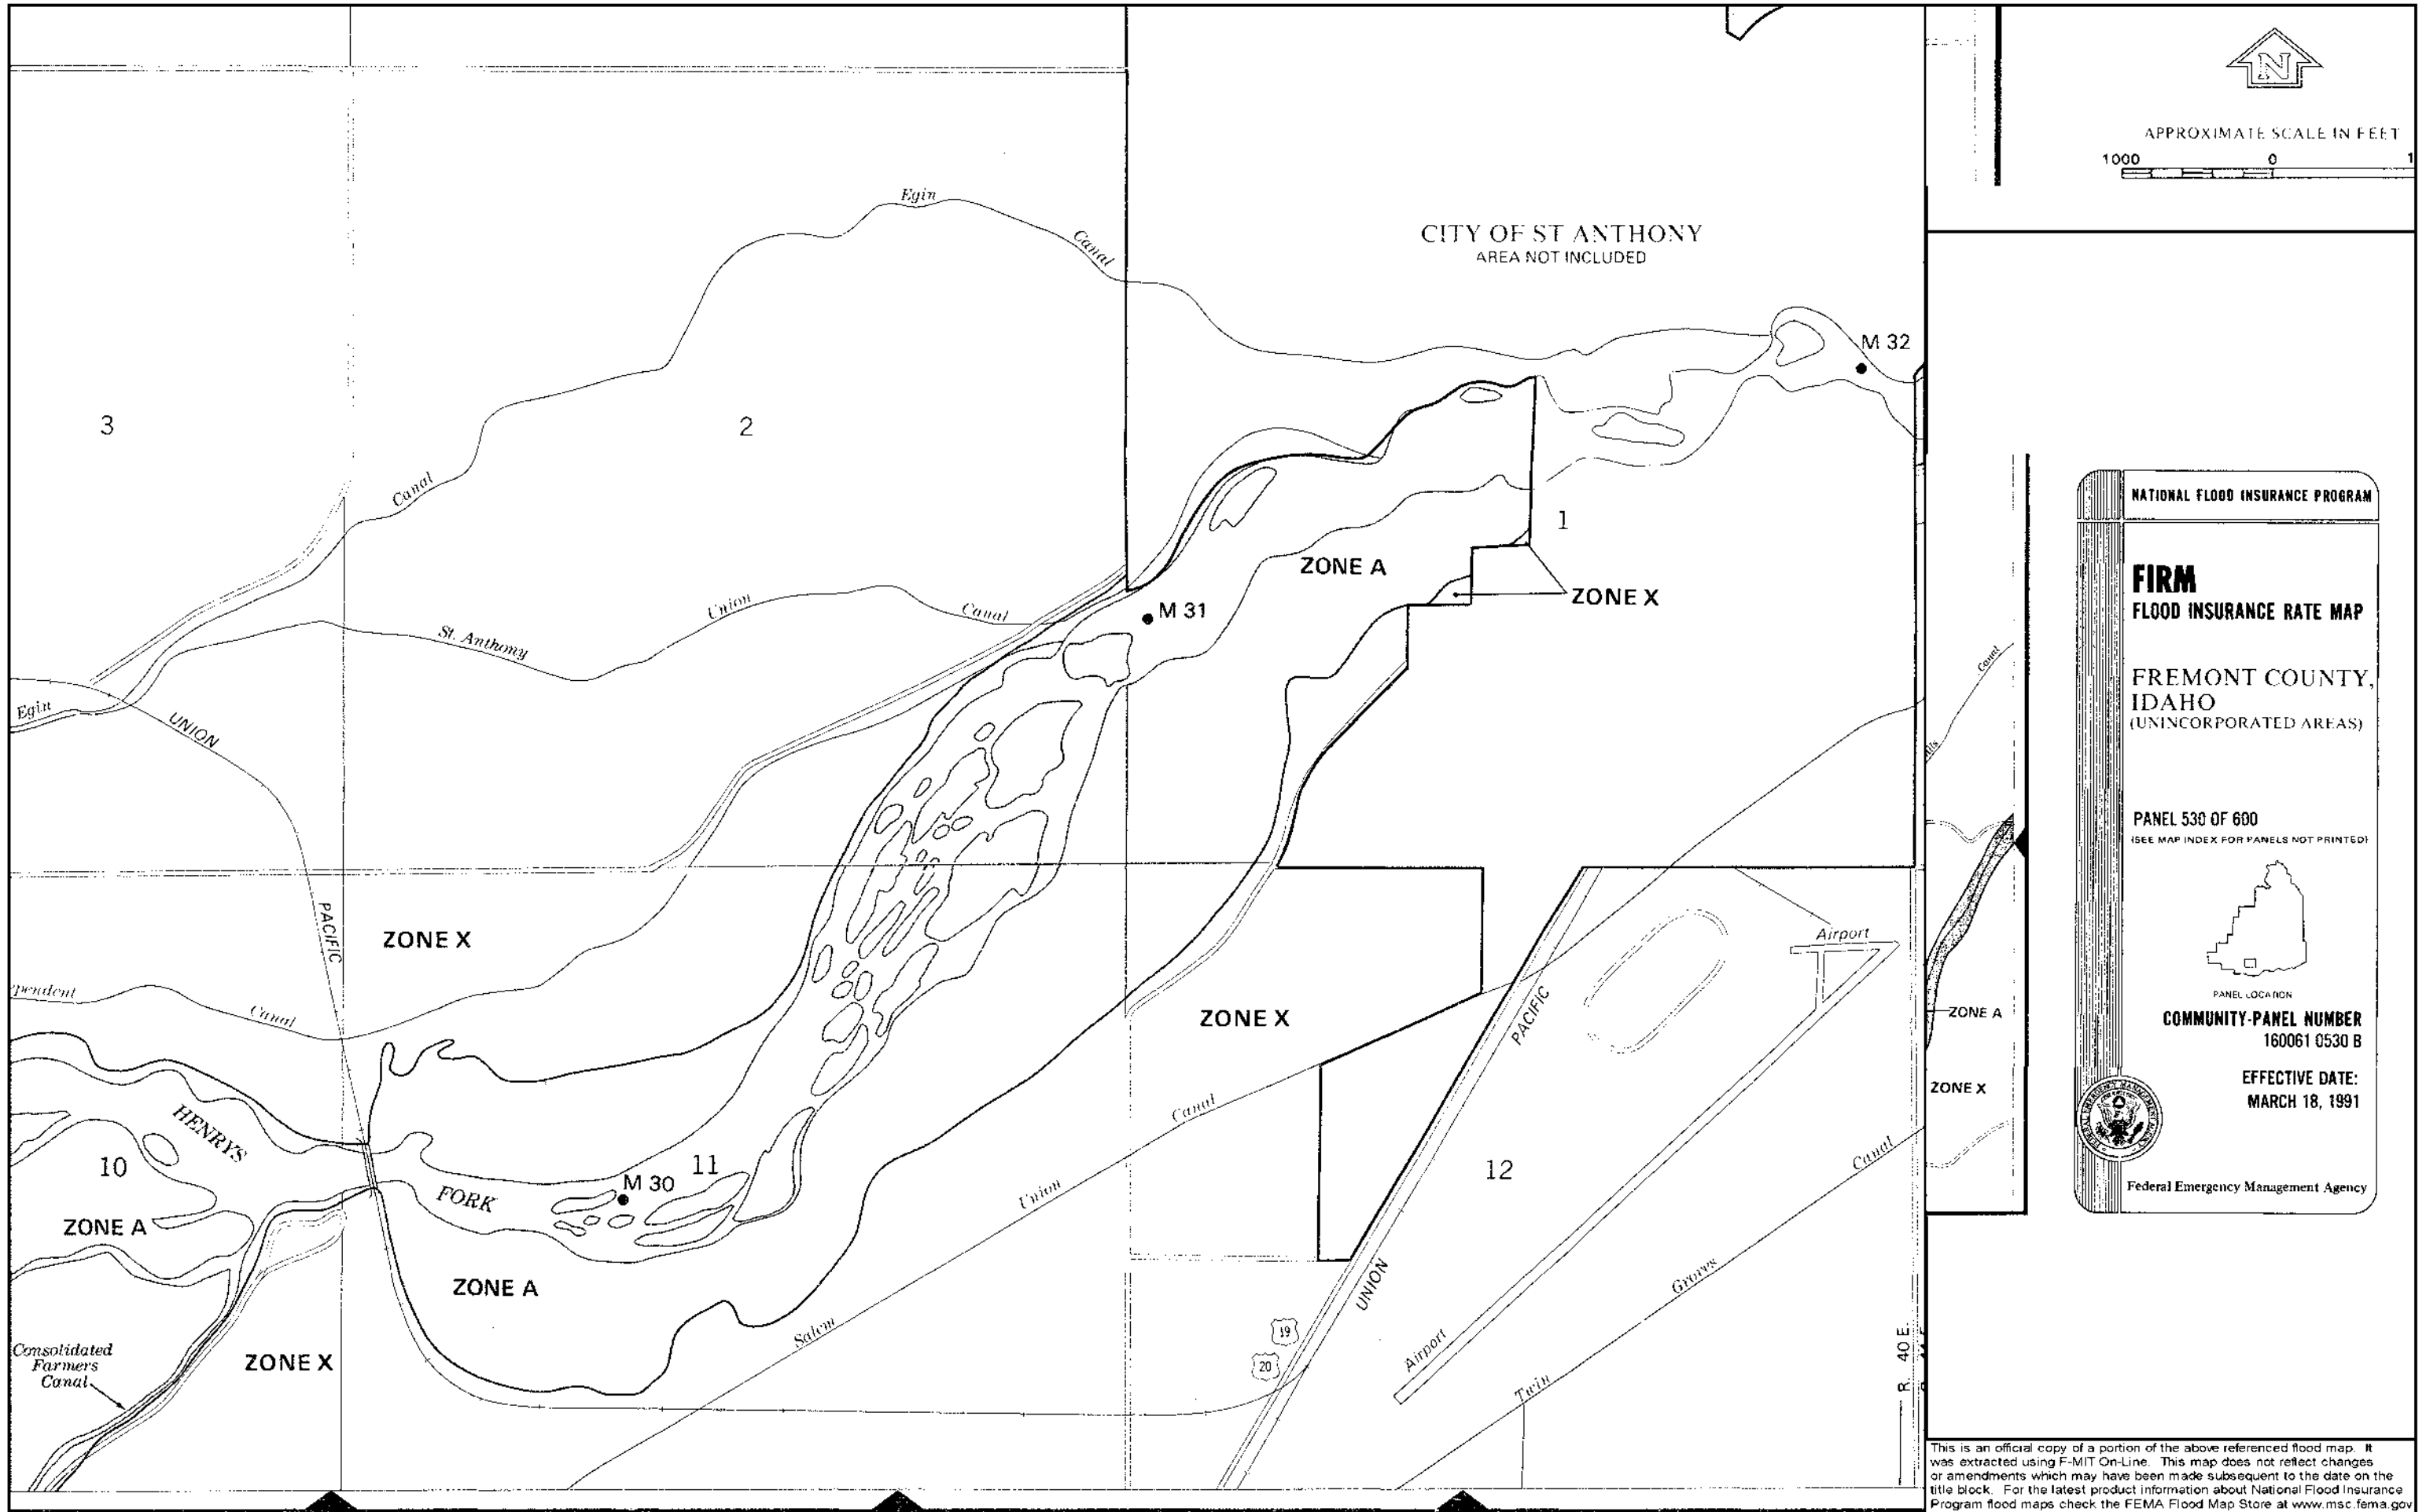 N
APPROXIMATE SCALE IN FEET
1000 0 1
Egin
Canal
CITY OF ST ANTHONY
AREA NOT INCLUDED
M 32
3
2
Canal
1
ZONE A
ZONE X
Union
Canal
M 31
St. Anthony
Egin
UNION
PACIFIC
ZONE X
Canal
ZONE X
PACIFIC
Airport
HENRYS
10
ZONE A
FORK
M 30
11
ZONE A
Canal
Union
Salem
12
UNION
19
20
Airport
Canal
Groves
Twin
R. 40 E.
Consolidated
Farmers
Canal
ZONE X
Canal
ZONE A
ZONE X
NATIONAL FLOOD INSURANCE PROGRAM
FIRM
FLOOD INSURANCE RATE MAP
FREMONT COUNTY,
IDAHO
(UNINCORPORATED AREAS)
PANEL 530 OF 600
(SEE MAP INDEX FOR PANELS NOT PRINTED)
PANEL LOCATION
COMMUNITY-PANEL NUMBER
160061 0530 B
EFFECTIVE DATE:
MARCH 18, 1991
Federal Emergency Management Agency
This is an official copy of a portion of the above referenced flood map. It
was extracted using F-MIT On-Line. This map does not reflect changes
or amendments which may have been made subsequent to the date on the
title block. For the latest product information about National Flood Insurance
Program flood maps check the FEMA Flood Map Store at www.msc.fema.gov